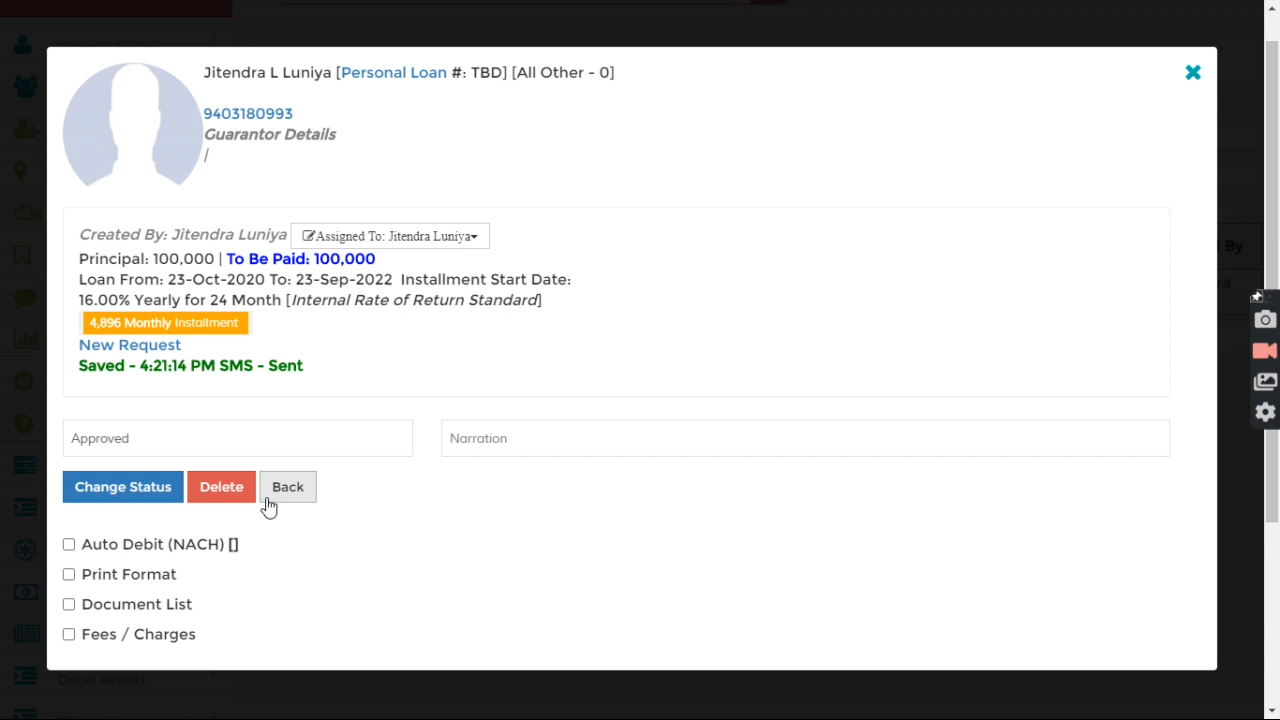 Jitendra L Luniya [Personal Loan #: TBD] [All Other - 0]
9403180993
Guarantor Details
/
Created By: Jitendra Luniya Assigned To: Jitendra Luniya
Principal: 100,000 | To Be Paid: 100,000
Loan From: 23-Oct-2020 To: 23-Sep-2022 Installment Start Date:
16.00% Yearly for 24 Month [Internal Rate of Return Standard]
4,896 Monthly Installment
New Request
Saved - 4:21:14 PM SMS - Sent
Approved
Narration
Change Status
Delete
Back
Auto Debit (NACH) []
Print Format
Document List
Fees / Charges
Detail Report